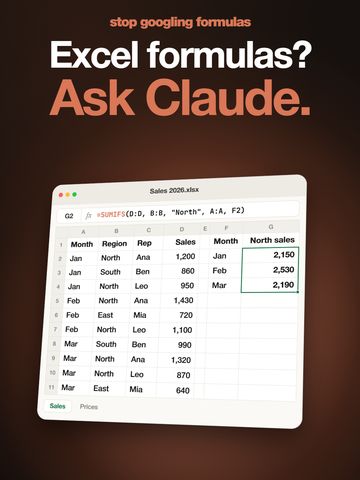 stop googling formulas
Excel formulas?
Ask Claude.
Sales 2026.xlsx
G2 fx =SUMIFS(D:D, B:B, "North", A:A, F2)
A B C D E F G
1 Month Region Rep Sales Month North sales
2 Jan North Ana 1,200 Jan 2,150
3 Jan South Ben 860 Feb 2,530
4 Jan North Leo 950 Mar 2,190
5 Feb North Ana 1,430
6 Feb East Mia 720
7 Feb North Leo 1,100
8 Mar South Ben 990
9 Mar North Ana 1,320
10 Mar North Leo 870
11 Mar East Mia 640
Sales Prices